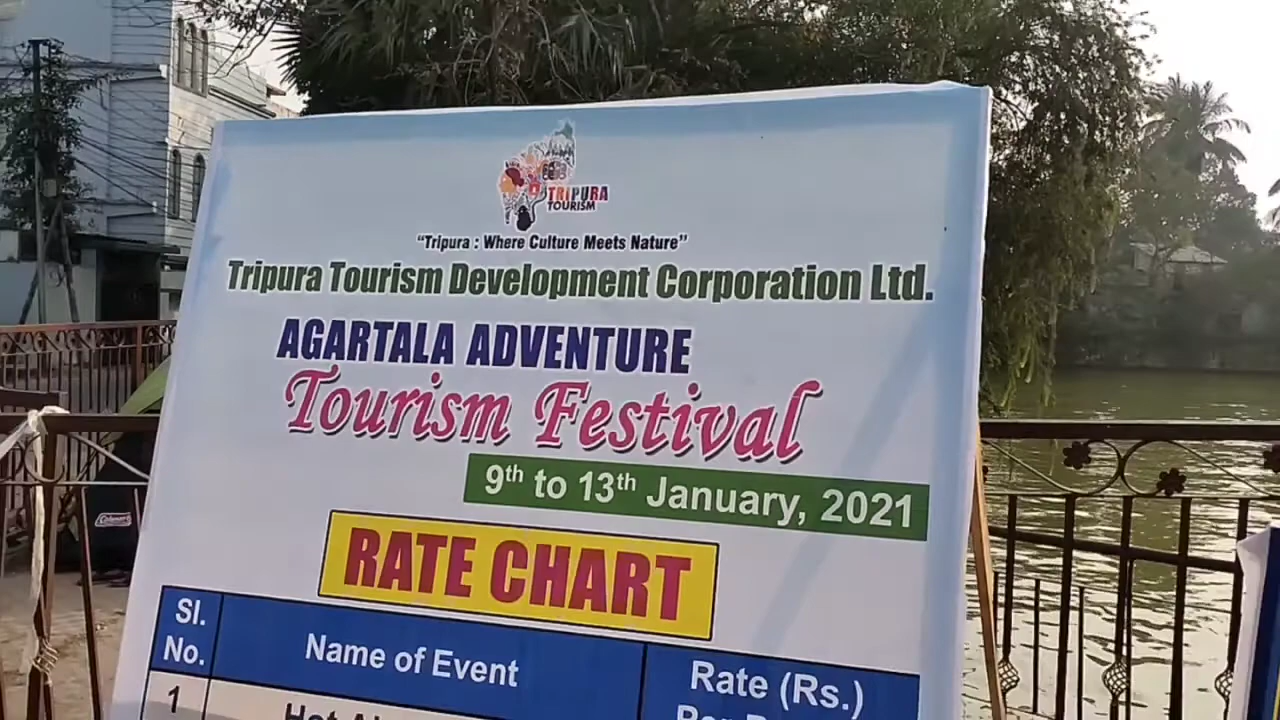 TRIPURA
TOURISM
"Tripura : Where Culture Meets Nature"
Tripura Tourism Development Corporation Ltd.
AGARTALA ADVENTURE
Tourism Festival
9th to 13th January, 2021
RATE CHART
Sl. No.
Name of Event
Rate (Rs.)
1
Coleman